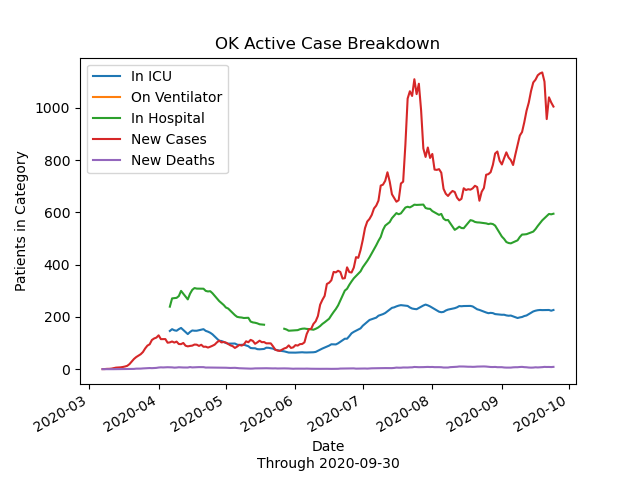 OK Active Case Breakdown
In ICU
On Ventilator
In Hospital
New Cases
New Deaths
Patients in Category
1000
800
600
400
200
0
2020-03
2020-04
2020-05
2020-06
2020-07
2020-08
2020-09
2020-10
Date
Through 2020-09-30